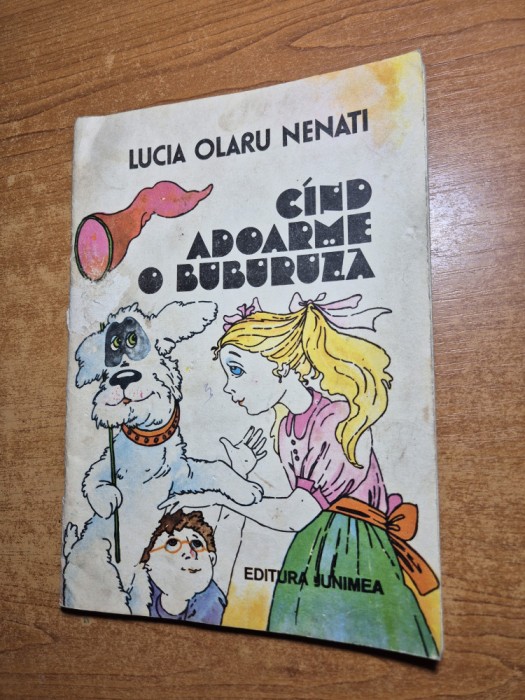 LUCIA OLARU NENATI
CÎND
ADOARME
O BUBURUZĂ
EDITURA JUNIMEA